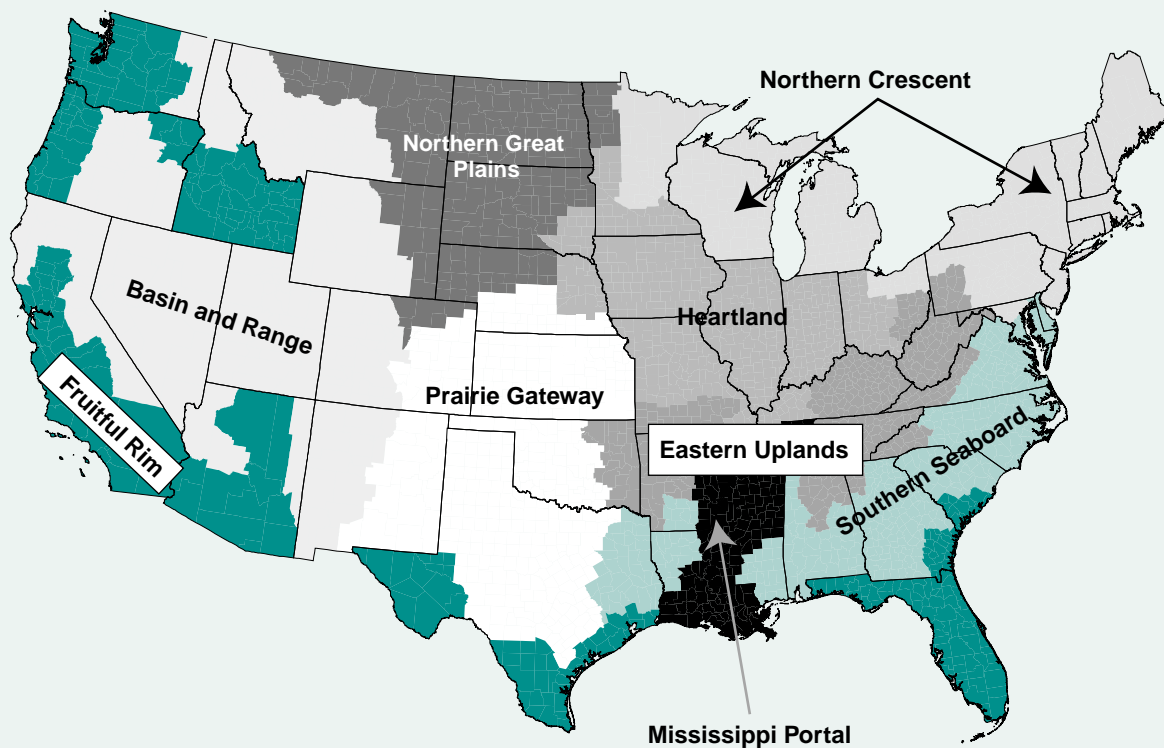 Northern Crescent
Northern Great
Plains
Basin and Range
Heartland
Fruitful Rim
Prairie Gateway
Eastern Uplands
Southern Seaboard
Mississippi Portal